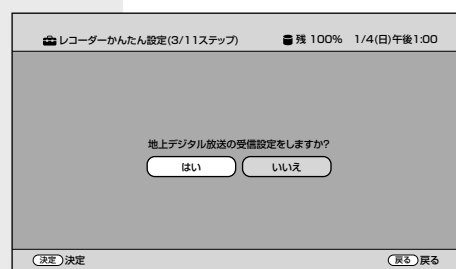 レコーダーかんたん設定(3/11ステップ) 残 100% 1/4(日)午後1:00
地上デジタル放送の受信設定をしますか?
はい いいえ
決定 決定 戻る 戻る